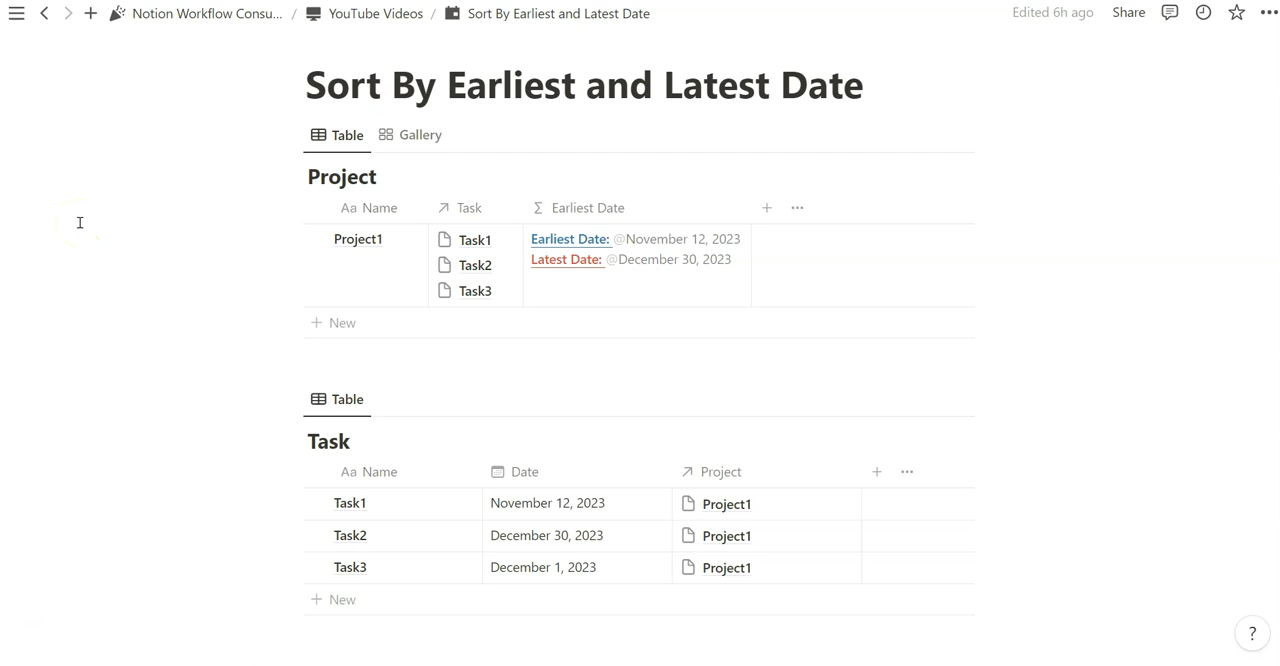 Notion Workflow Consu... / YouTube Videos / Sort By Earliest and Latest Date Edited 6h ago Share
Sort By Earliest and Latest Date
Table Gallery
Project
Aa Name Task Σ Earliest Date
Project1 Task1 Earliest Date: @November 12, 2023
Task2 Latest Date: @December 30, 2023
Task3
+ New
Table
Task
Aa Name Date Project
Task1 November 12, 2023 Project1
Task2 December 30, 2023 Project1
Task3 December 1, 2023 Project1
+ New
?